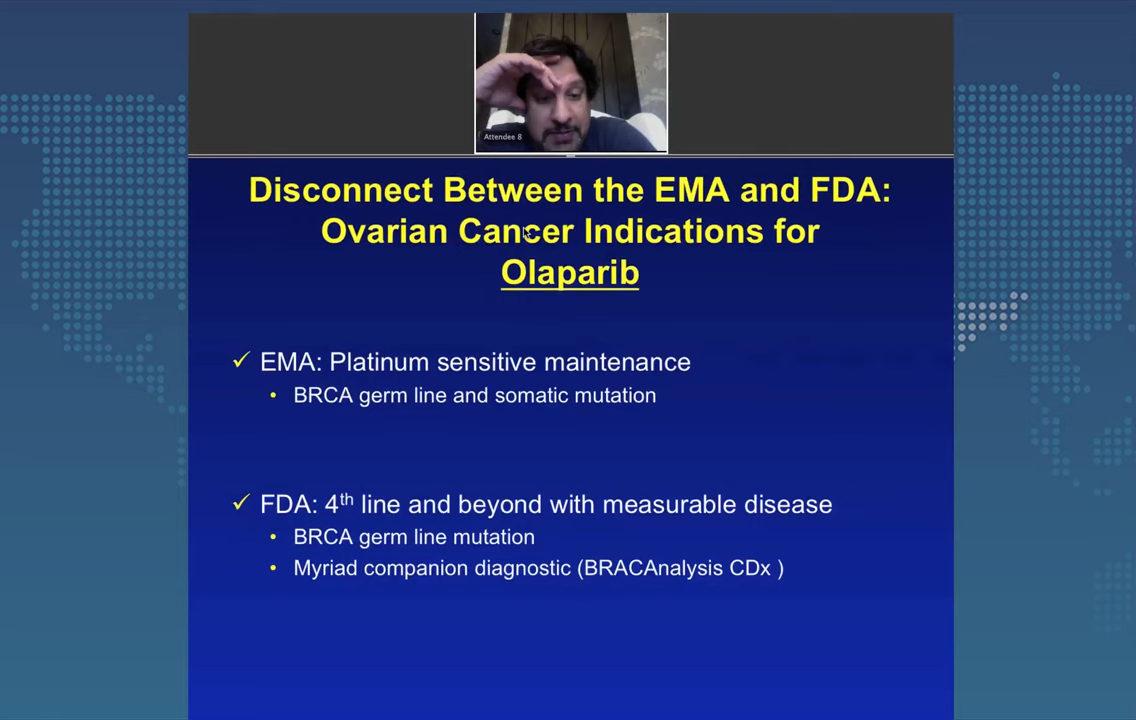 Attendee 8
Disconnect Between the EMA and FDA:
Ovarian Cancer Indications for
Olaparib
✓ EMA: Platinum sensitive maintenance
• BRCA germ line and somatic mutation
✓ FDA: 4th line and beyond with measurable disease
• BRCA germ line mutation
• Myriad companion diagnostic (BRACAnalysis CDx )